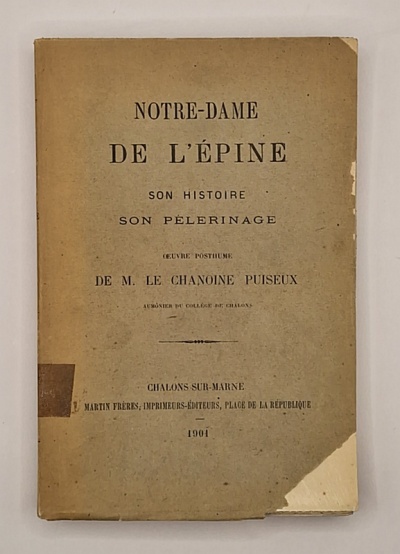 NOTRE-DAME
DE L'ÉPINE
SON HISTOIRE
SON PÈLERINAGE
ŒUVRE POSTHUME
DE M. LE CHANOINE PUISEUX
AUMÔNIER DU COLLÈGE DE CHALONS
CHALONS-SUR-MARNE
MARTIN FRÈRES, IMPRIMEURS-ÉDITEURS, PLACE DE LA RÉPUBLIQUE
1901